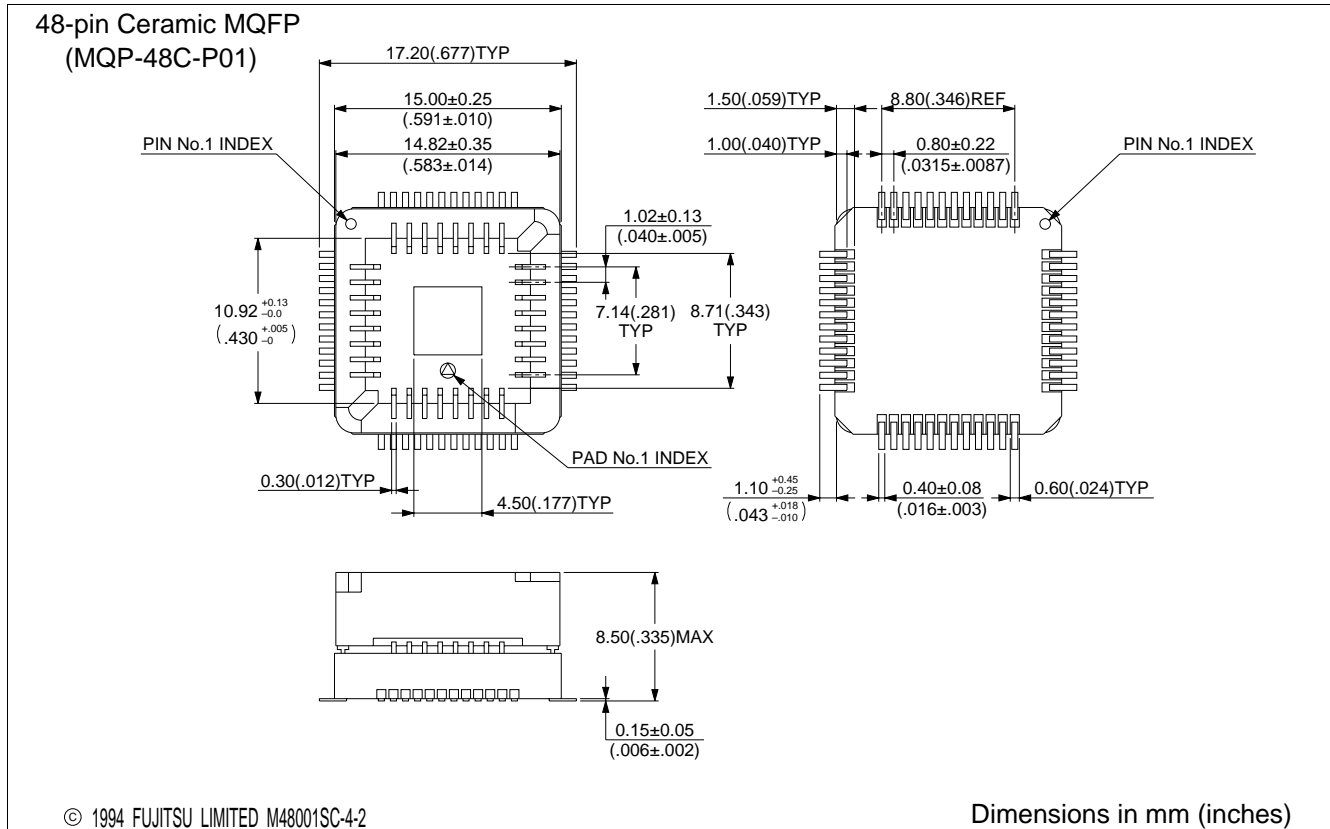 48-pin Ceramic MQFP
(MQP-48C-P01)
17.20(.677)TYP
15.00±0.25
(.591±.010)
14.82±0.35
(.583±.014)
PIN No.1 INDEX
1.02±0.13
(.040±.005)
10.92 +0.13 −0.0
(.430 +.005 −0)
7.14(.281)
TYP
8.71(.343)
TYP
PAD No.1 INDEX
0.30(.012)TYP
4.50(.177)TYP
1.50(.059)TYP
8.80(.346)REF
1.00(.040)TYP
0.80±0.22
(.0315±.0087)
PIN No.1 INDEX
1.10 +0.45 −0.25
(.043 +.018 −.010)
0.40±0.08
(.016±.003)
0.60(.024)TYP
8.50(.335)MAX
0.15±0.05
(.006±.002)
© 1994 FUJITSU LIMITED M48001SC-4-2
Dimensions in mm (inches)